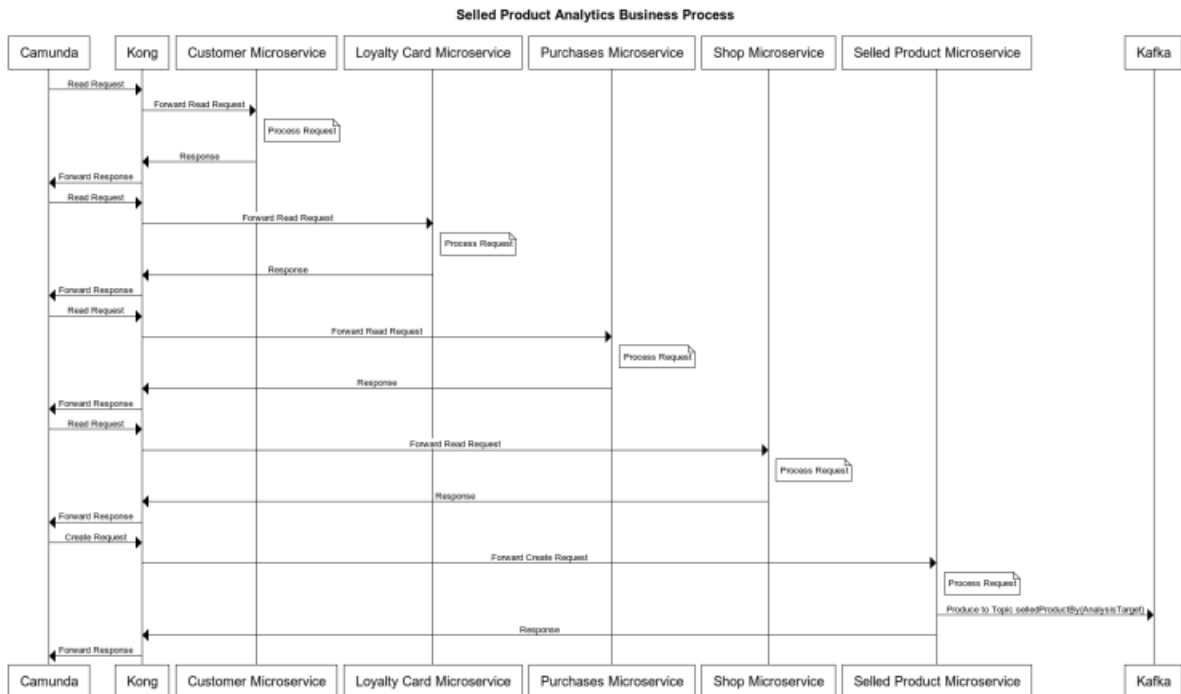 Selled Product Analytics Business Process
Camunda Kong Customer Microservice Loyalty Card Microservice Purchases Microservice Shop Microservice Selled Product Microservice Kafka
Read Request
Forward Read Request
Process Request
Response
Forward Response
Read Request
Forward Read Request
Process Request
Response
Forward Response
Read Request
Forward Read Request
Process Request
Response
Forward Response
Read Request
Forward Read Request
Process Request
Response
Forward Response
Create Request
Forward Create Request
Process Request
Produce to Topic selledProductBy(AnalysisTarget)
Response
Forward Response
Camunda Kong Customer Microservice Loyalty Card Microservice Purchases Microservice Shop Microservice Selled Product Microservice Kafka